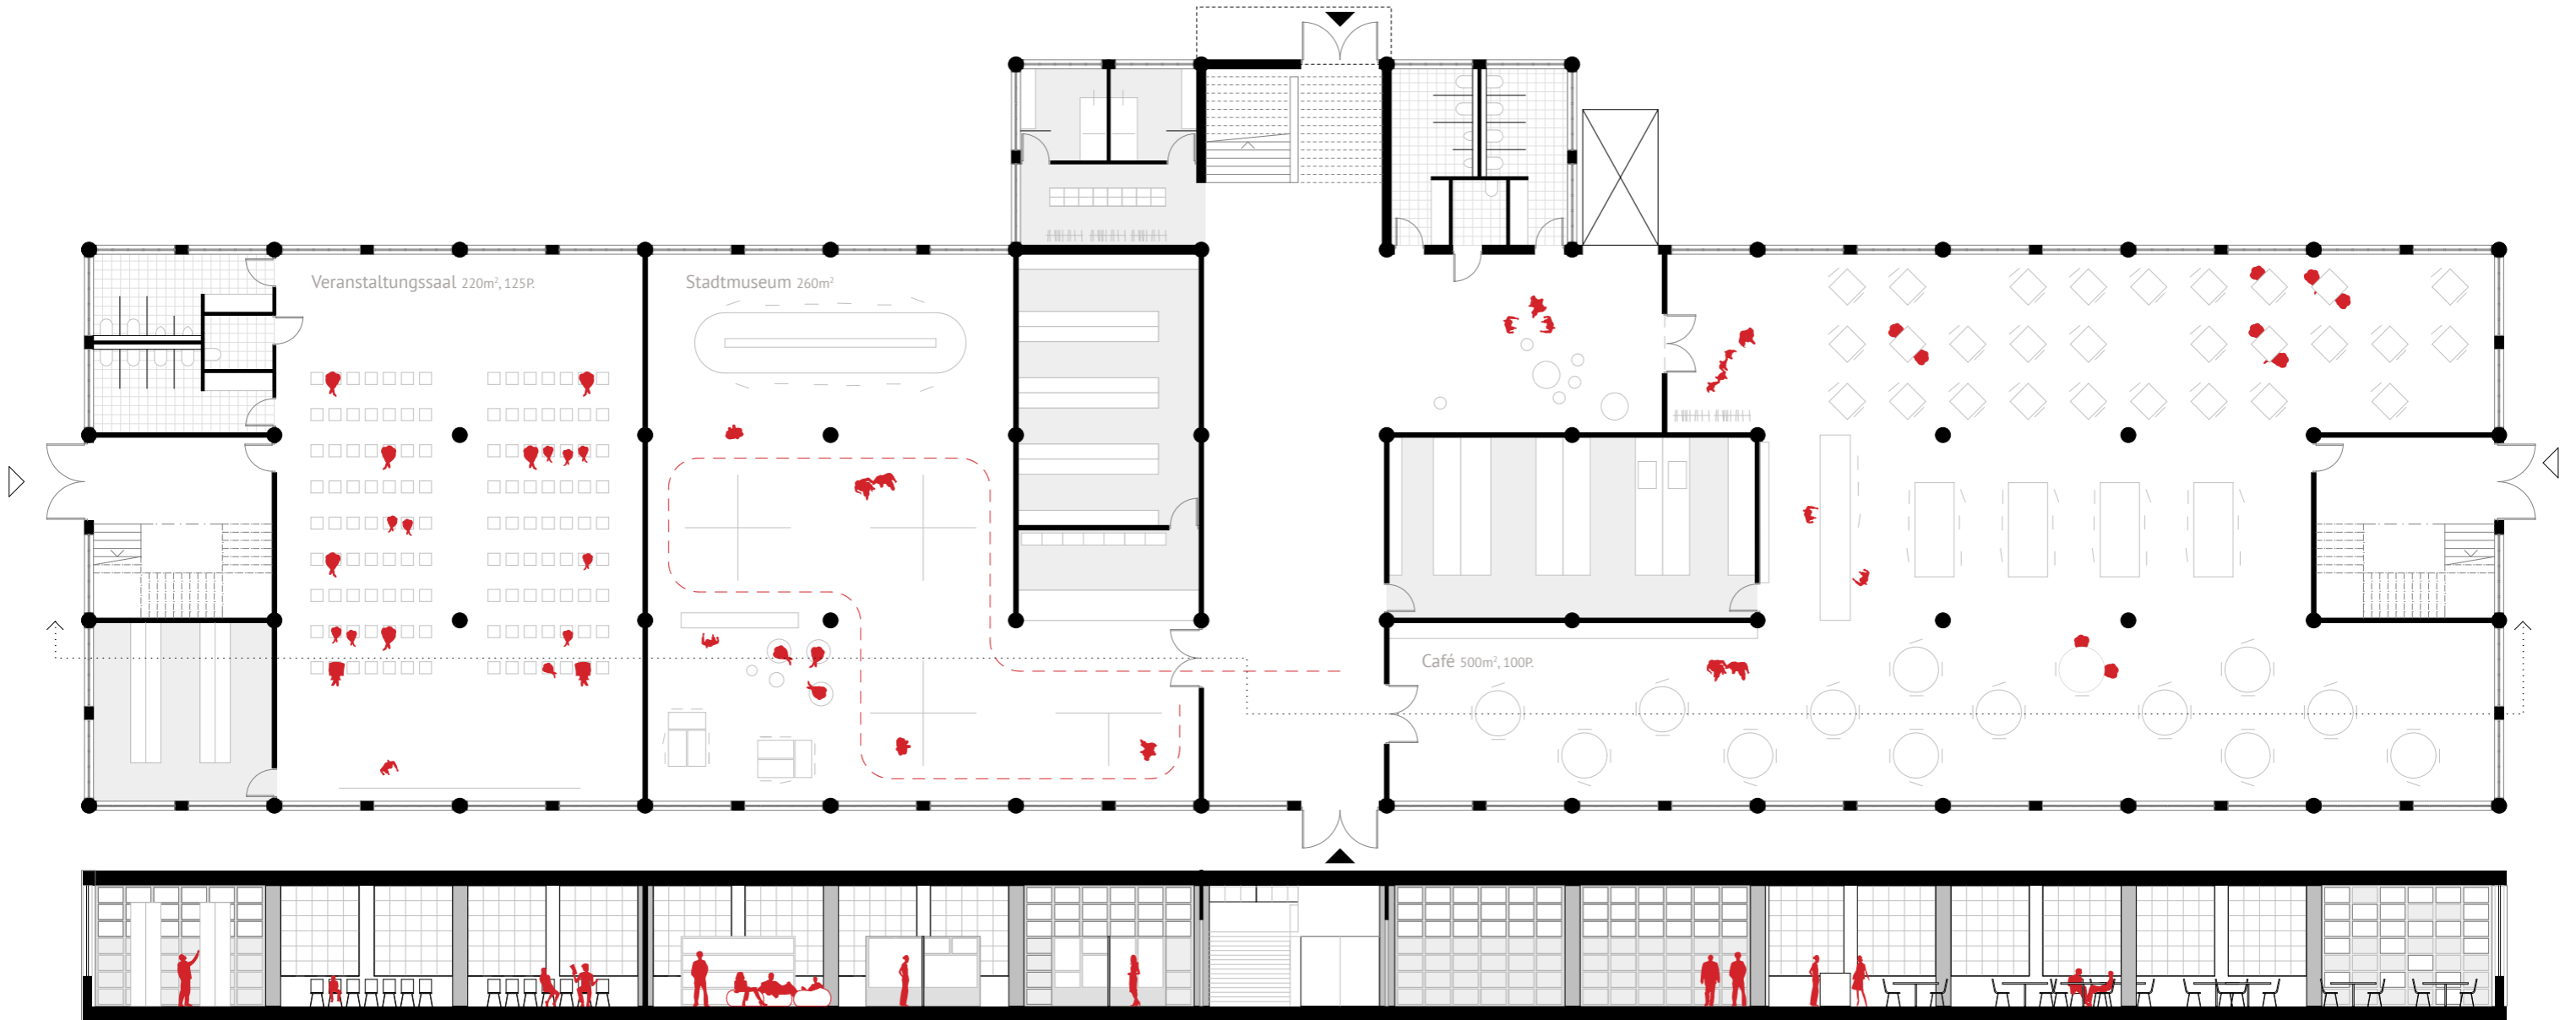 Veranstaltungssaal 220m², 125P.
Stadtmuseum 260m²
Café 500m², 100P.